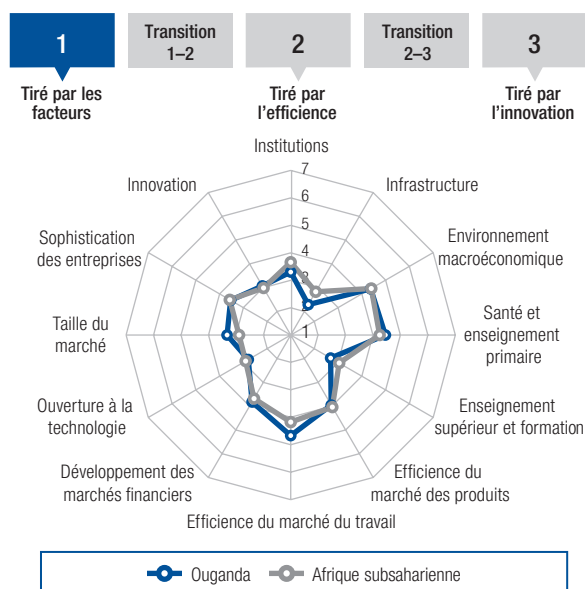 1
Transition
1–2
2
Transition
2–3
3
Tiré par les
facteurs
Tiré par
l'efficience
Tiré par
l'innovation
Institutions
Infrastructure
Environnement
macroéconomique
Santé et
enseignement
primaire
Enseignement
supérieur et formation
Efficience du
marché des produits
Efficience du marché du travail
Développement des
marchés financiers
Ouverture à la
technologie
Taille du
marché
Sophistication
des entreprises
Innovation
7
6
5
4
3
2
1
Ouganda
Afrique subsaharienne